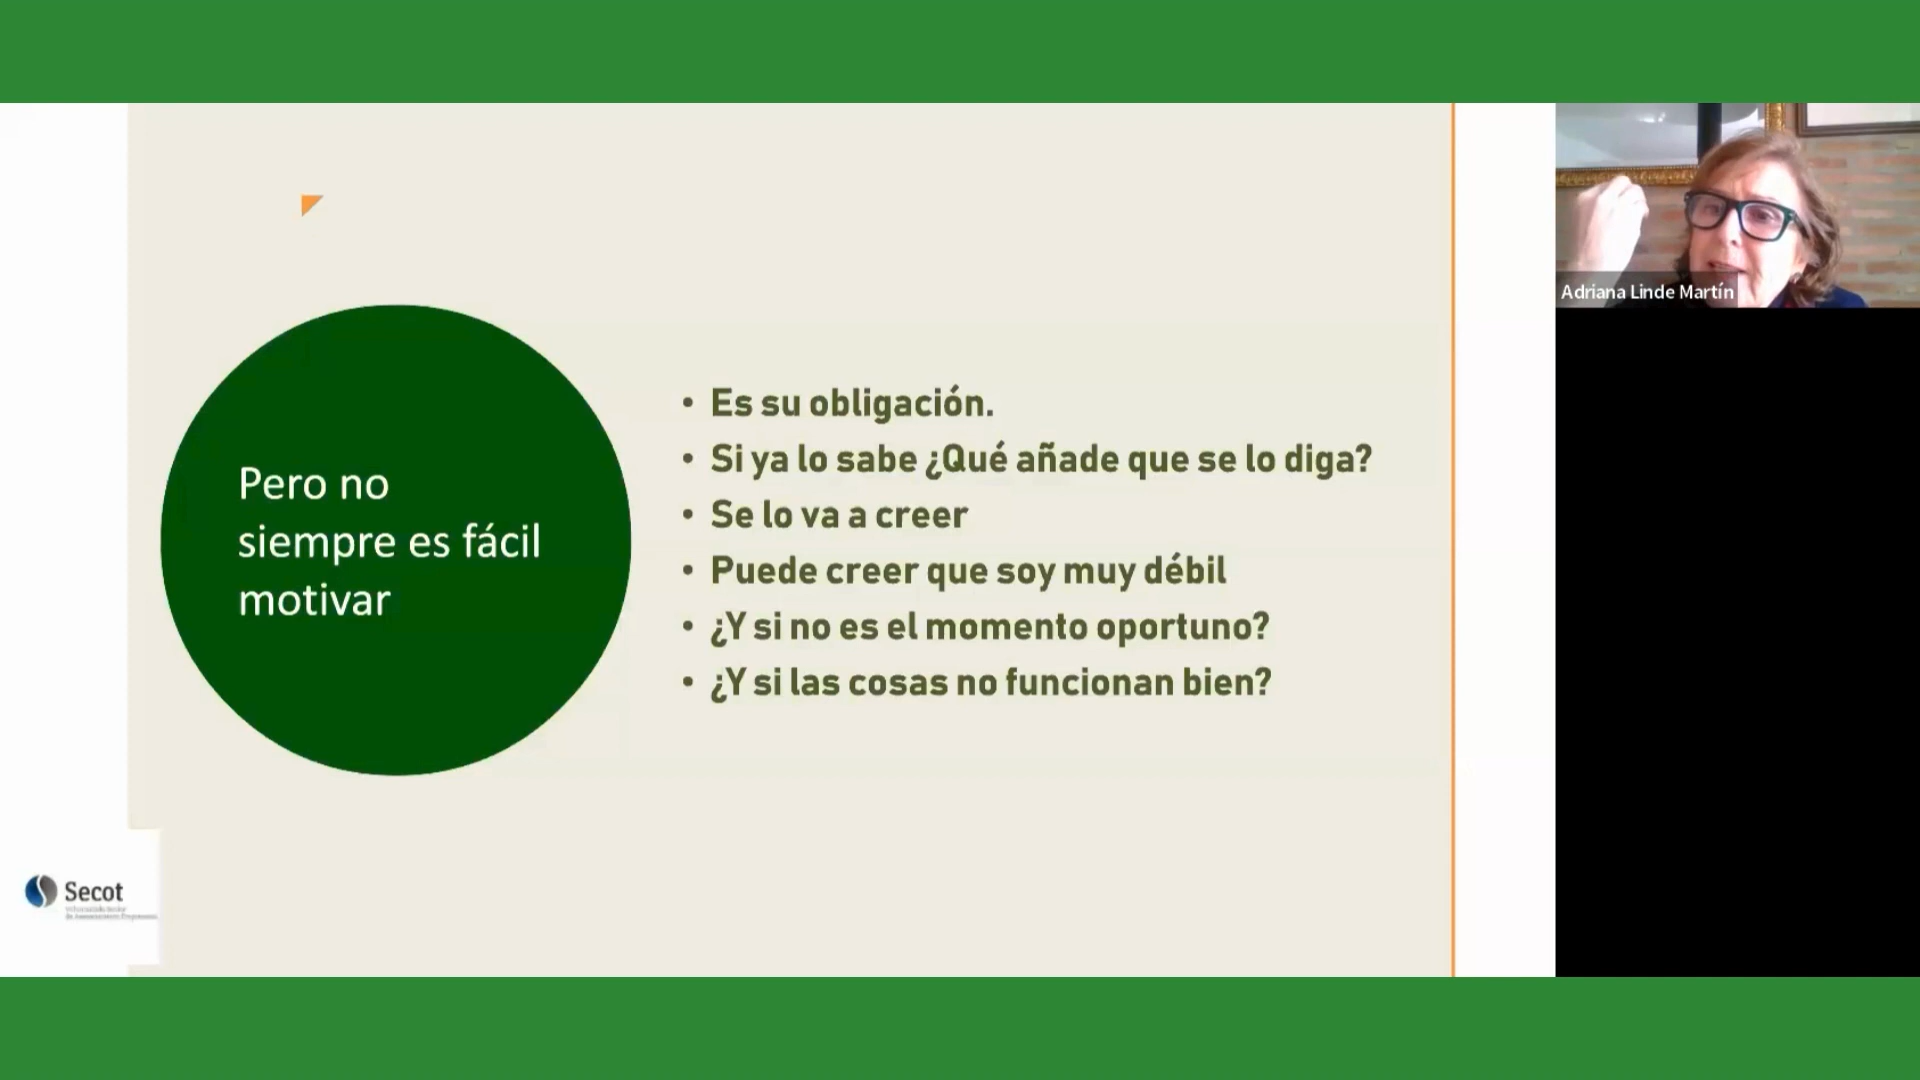 Pero no
siempre es fácil
motivar
• Es su obligación.
• Si ya lo sabe ¿Qué añade que se lo diga?
• Se lo va a creer
• Puede creer que soy muy débil
• ¿Y si no es el momento oportuno?
• ¿Y si las cosas no funcionan bien?
Adriana Linde Martín
Secot